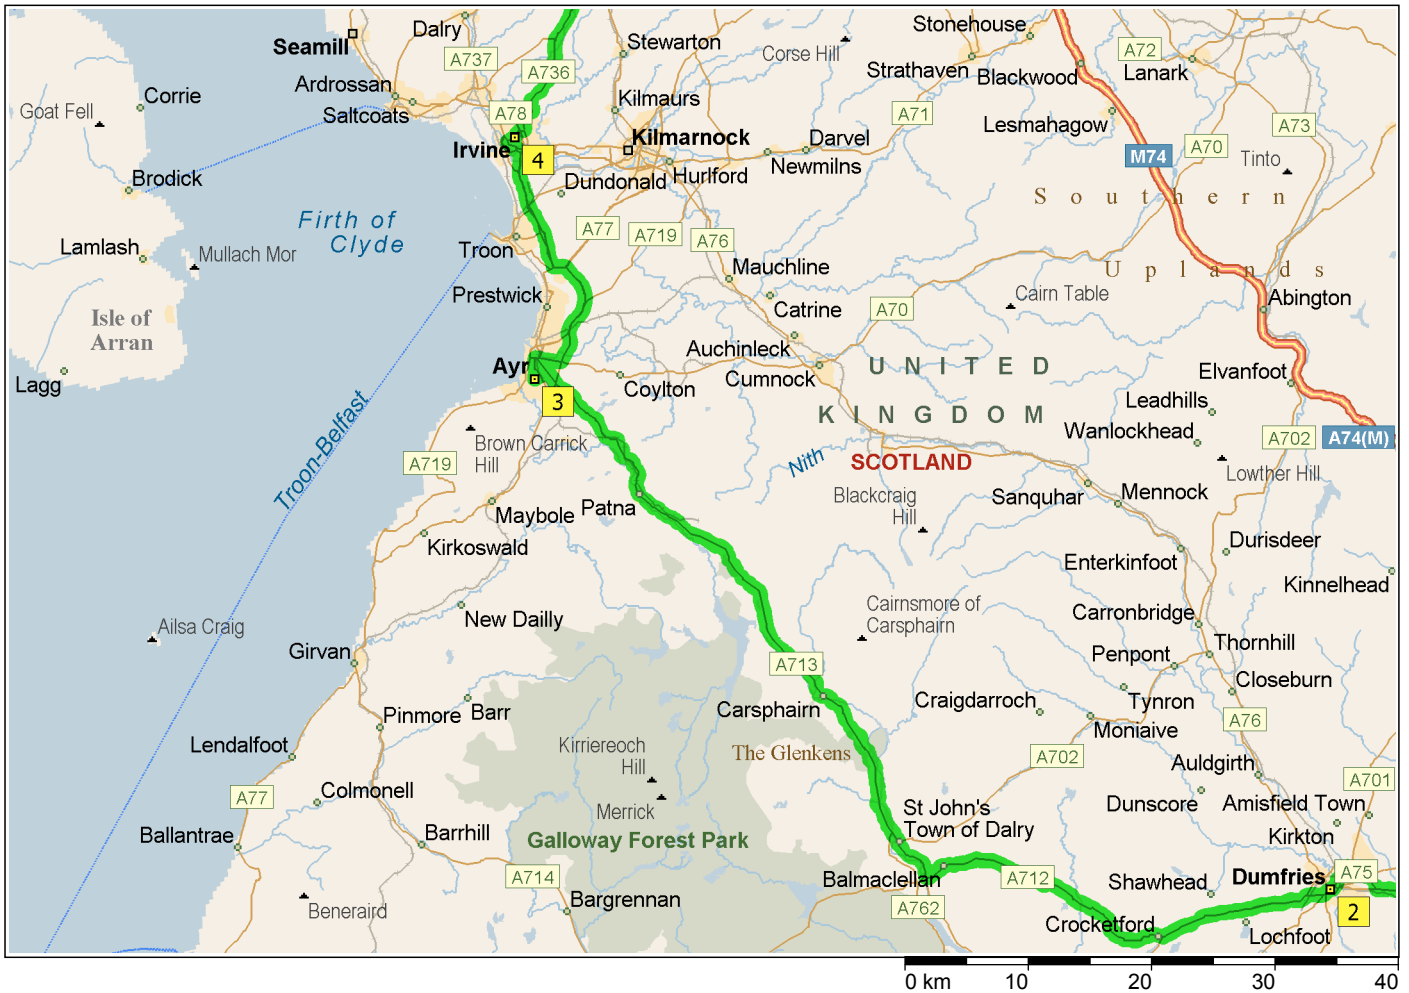 Stonehouse
Dalry
Seamill
Stewarton
Corse Hill
A72
A737
A736
Strathaven
Blackwood
Lanark
Ardrossan
Corrie
Kilmaurs
Goat Fell
Saltcoats
A78
A71
Lesmahagow
A73
Irvine
4
Kilmarnock
Darvel
Newmilns
M74
A70
Tinto
Brodick
Dundonald
Hurlford
Southern
Firth of
Clyde
A77
A719
A76
Lamlash
Mullach Mor
Troon
Mauchline
Uplands
Prestwick
Catrine
A70
Cairn Table
Abington
Isle of
Arran
Auchinleck
Ayr
Coylton
Cumnock
UNITED
KINGDOM
Elvanfoot
Lagg
3
Leadhills
Wanlockhead
A702
A74(M)
Troon-Belfast
Brown Carrick
Hill
A719
Nith
SCOTLAND
Lowther Hill
Blackcraig
Hill
Sanquhar
Mennock
Maybole
Patna
Kirkoswald
Durisdeer
Enterkinfoot
Kinnelhead
New Dailly
Cairnsmore of
Carsphairn
Carronbridge
Ailsa Craig
Girvan
A713
Thornhill
Penpont
Closeburn
Carsphairn
Craigdarroch
Tynron
Moniaive
A76
Pinmore
Barr
Lendalfoot
Kirriereoch
Hill
The Glenkens
A702
Auldgirth
A701
A77
Colmonell
Merrick
St John's
Town of Dalry
Dunscore
Amisfield Town
Kirkton
Ballantrae
Barrhill
Galloway Forest Park
A714
Balmaclellan
A712
Shawhead
Dumfries
A75
2
Beneraird
Bargrennan
A762
Crocketford
Lochfoot
0 km 10 20 30 40